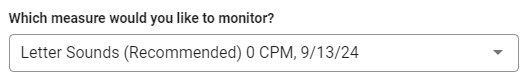 Which measure would you like to monitor?
Letter Sounds (Recommended) 0 CPM, 9/13/24